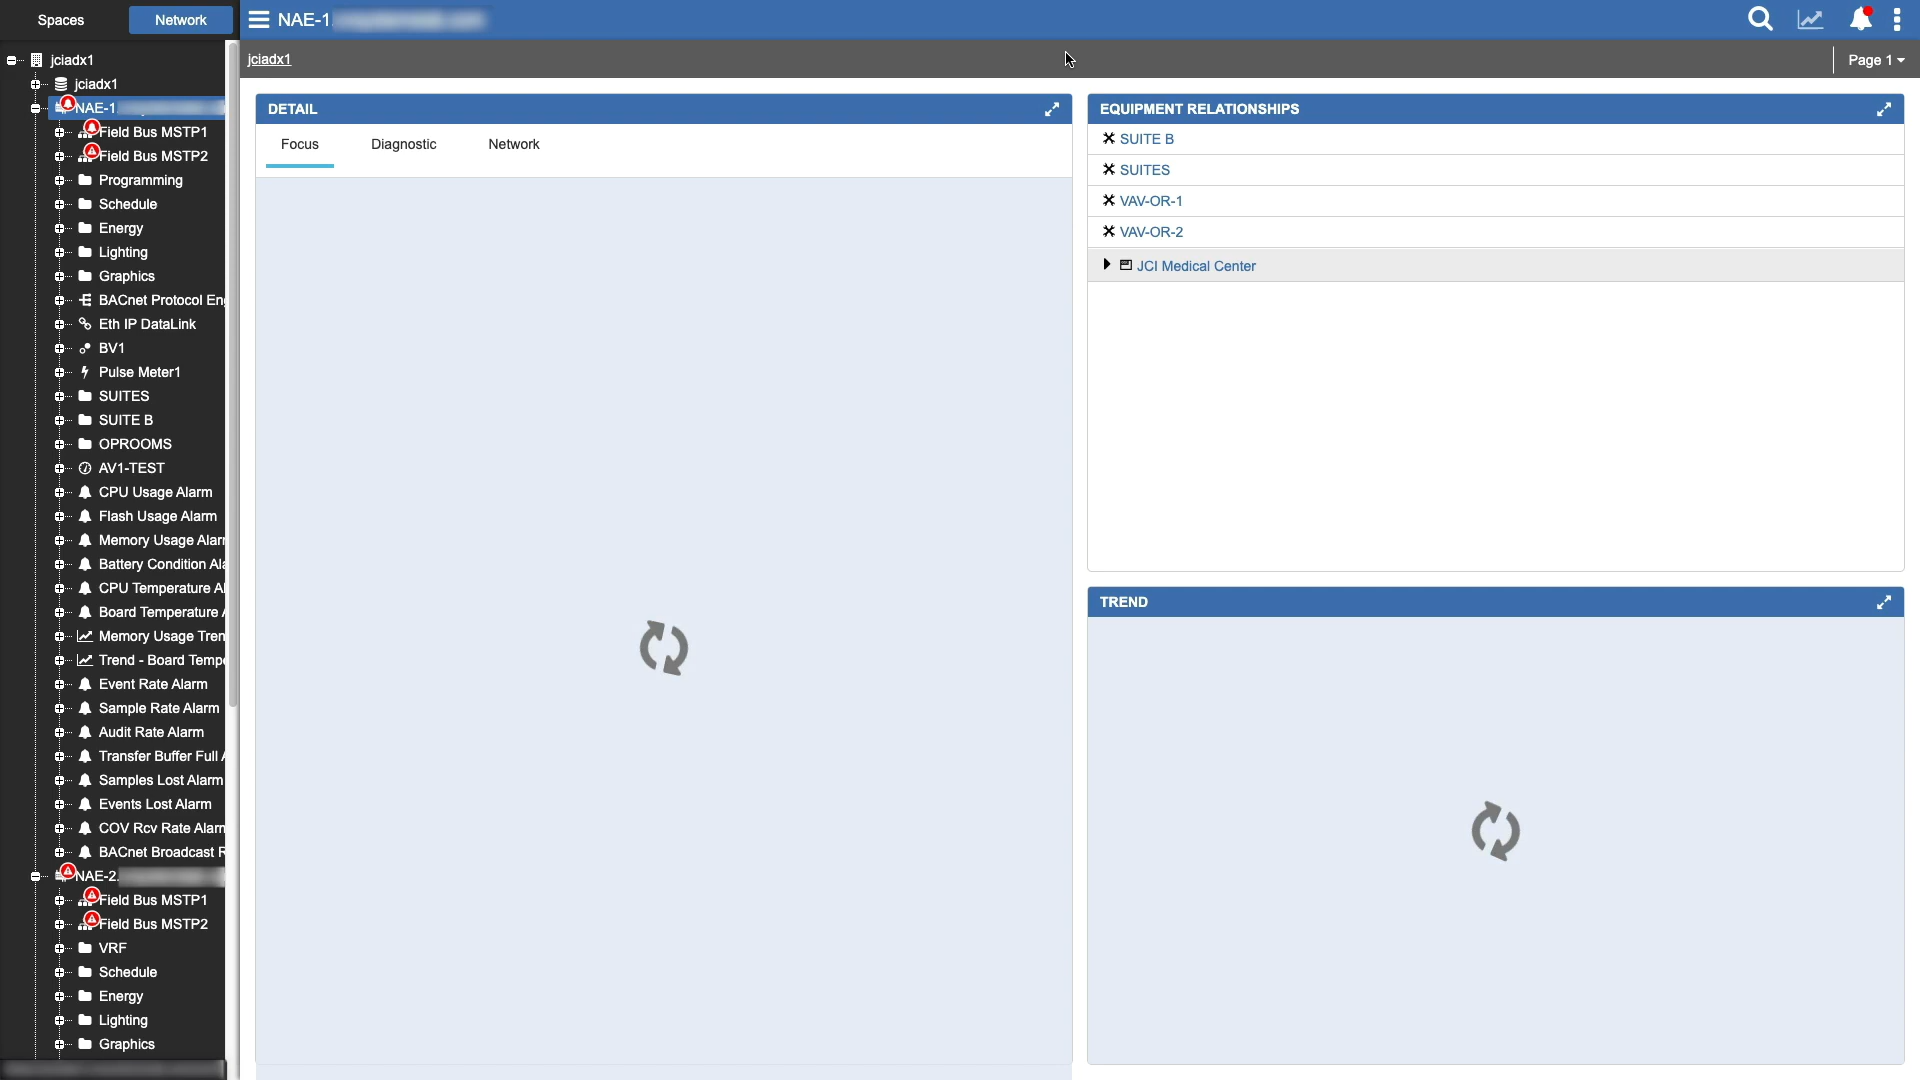 Spaces
Network
NAE-1
jciadx1
Page 1
jciadx1
jciadx1
NAE-1
Field Bus MSTP1
Field Bus MSTP2
Programming
Schedule
Energy
Lighting
Graphics
BACnet Protocol En
Eth IP DataLink
BV1
Pulse Meter1
SUITES
SUITE B
OPROOMS
AV1-TEST
CPU Usage Alarm
Flash Usage Alarm
Memory Usage Alarm
Battery Condition Ala
CPU Temperature Al
Board Temperature A
Memory Usage Tren
Trend - Board Tempe
Event Rate Alarm
Sample Rate Alarm
Audit Rate Alarm
Transfer Buffer Full A
Samples Lost Alarm
Events Lost Alarm
COV Rcv Rate Alarm
BACnet Broadcast R
NAE-2.
Field Bus MSTP1
Field Bus MSTP2
VRF
Schedule
Energy
Lighting
Graphics
DETAIL
Focus
Diagnostic
Network
EQUIPMENT RELATIONSHIPS
SUITE B
SUITES
VAV-OR-1
VAV-OR-2
JCI Medical Center
TREND